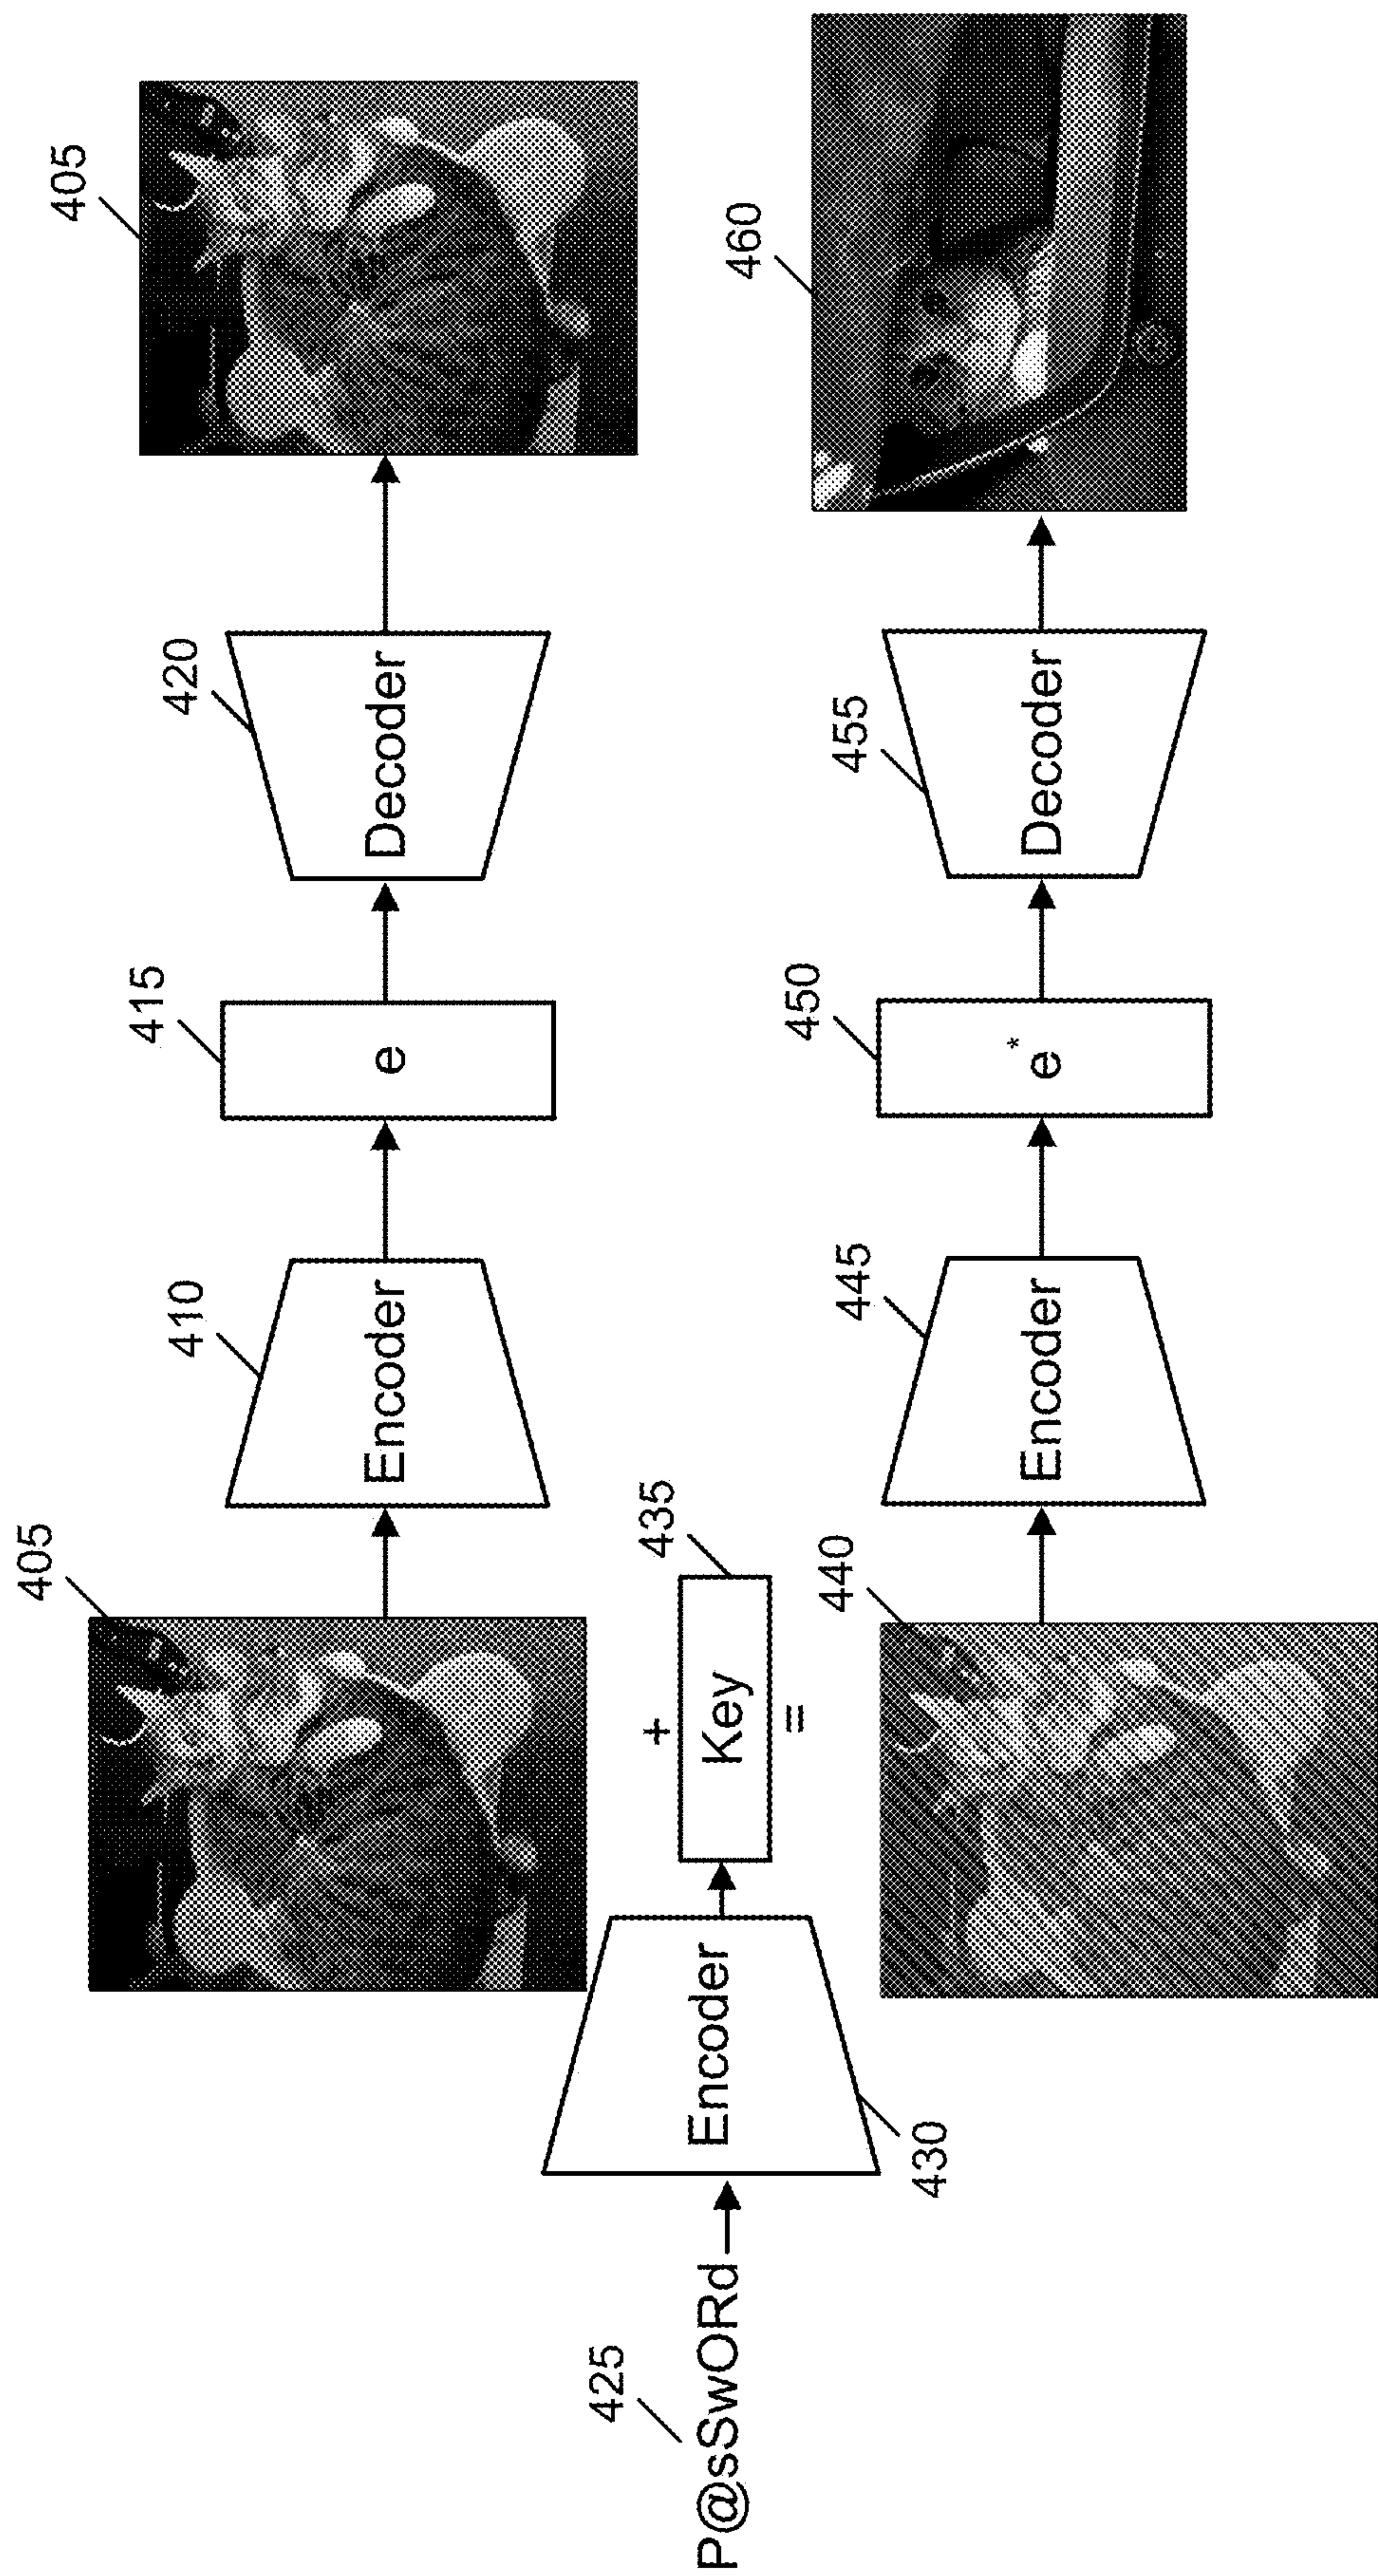 405
410
Encoder
415
e
420
Decoder
405
425
P@sSwORd
430
Encoder
+
435
Key
=
440
445
Encoder
450
e*
455
Decoder
460